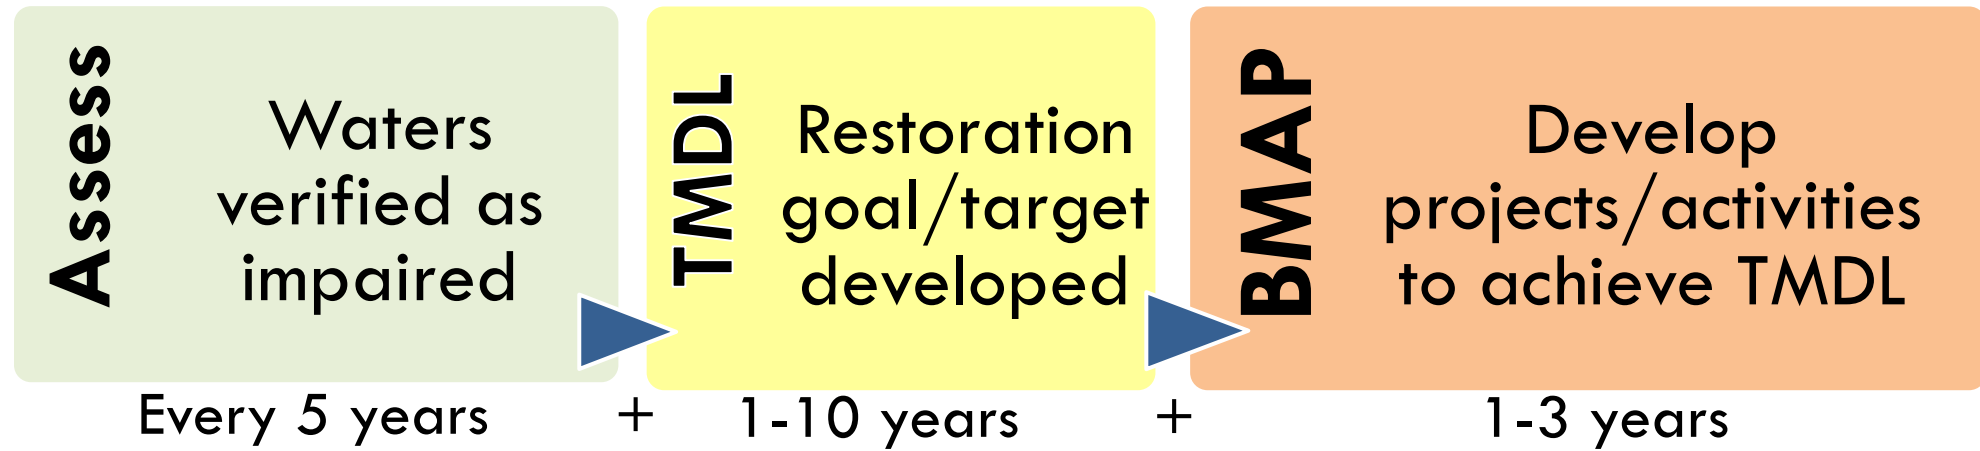 Assess
Waters
verified as
impaired
TMDL
Restoration
goal/target
developed
BMAP
Develop
projects/activities
to achieve TMDL
Every 5 years + 1-10 years + 1-3 years